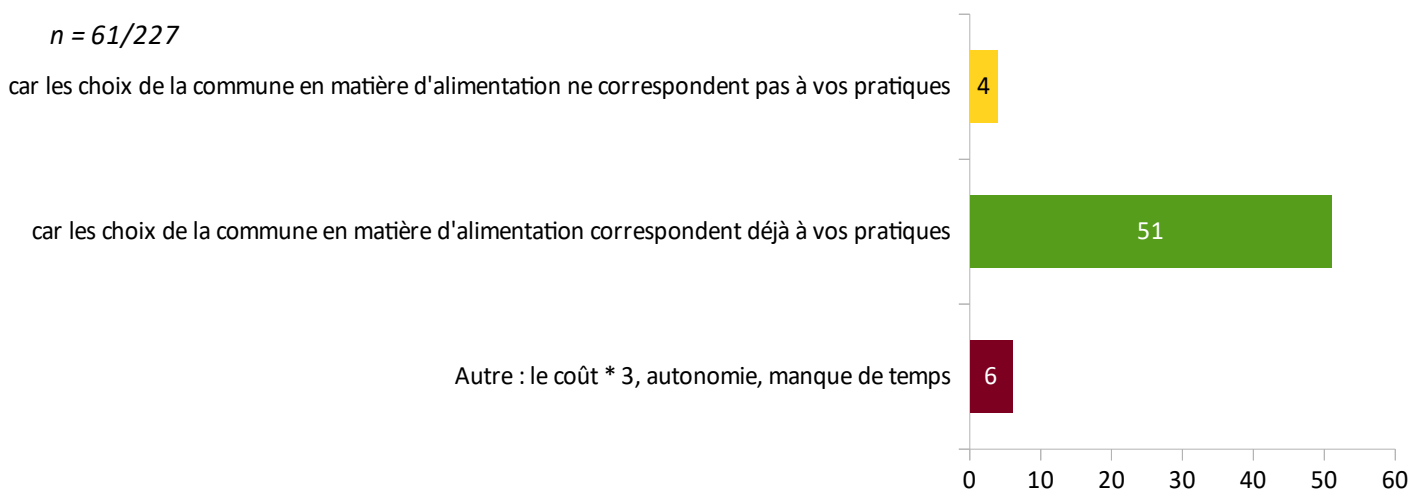 n = 61/227
car les choix de la commune en matière d'alimentation ne correspondent pas à vos pratiques
4
car les choix de la commune en matière d'alimentation correspondent déjà à vos pratiques
51
Autre : le coût * 3, autonomie, manque de temps
6
0 10 20 30 40 50 60